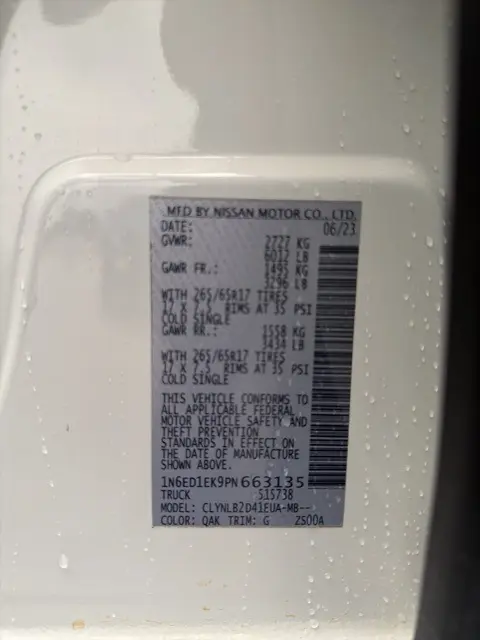 MFD BY NISSAN MOTOR CO., LTD.
DATE: 06/23
GVWR: 2727 KG
6012 LB
GAWR FR.: 1495 KG
3296 LB
WITH 265/65R17 TIRES
17 X 7.5 RIMS AT 35 PSI
COLD SINGLE
GAWR RR.: 1558 KG
3434 LB
WITH 265/65R17 TIRES
17 X 7.5 RIMS AT 35 PSI
COLD SINGLE
THIS VEHICLE CONFORMS TO
ALL APPLICABLE FEDERAL
MOTOR VEHICLE SAFETY AND
THEFT PREVENTION
STANDARDS IN EFFECT ON
THE DATE OF MANUFACTURE
SHOWN ABOVE.
1N6ED1EK9PN663135
TRUCK 515738
MODEL: CLYNLB2D41EUA-MB--
COLOR: QAK TRIM: G ZS00A